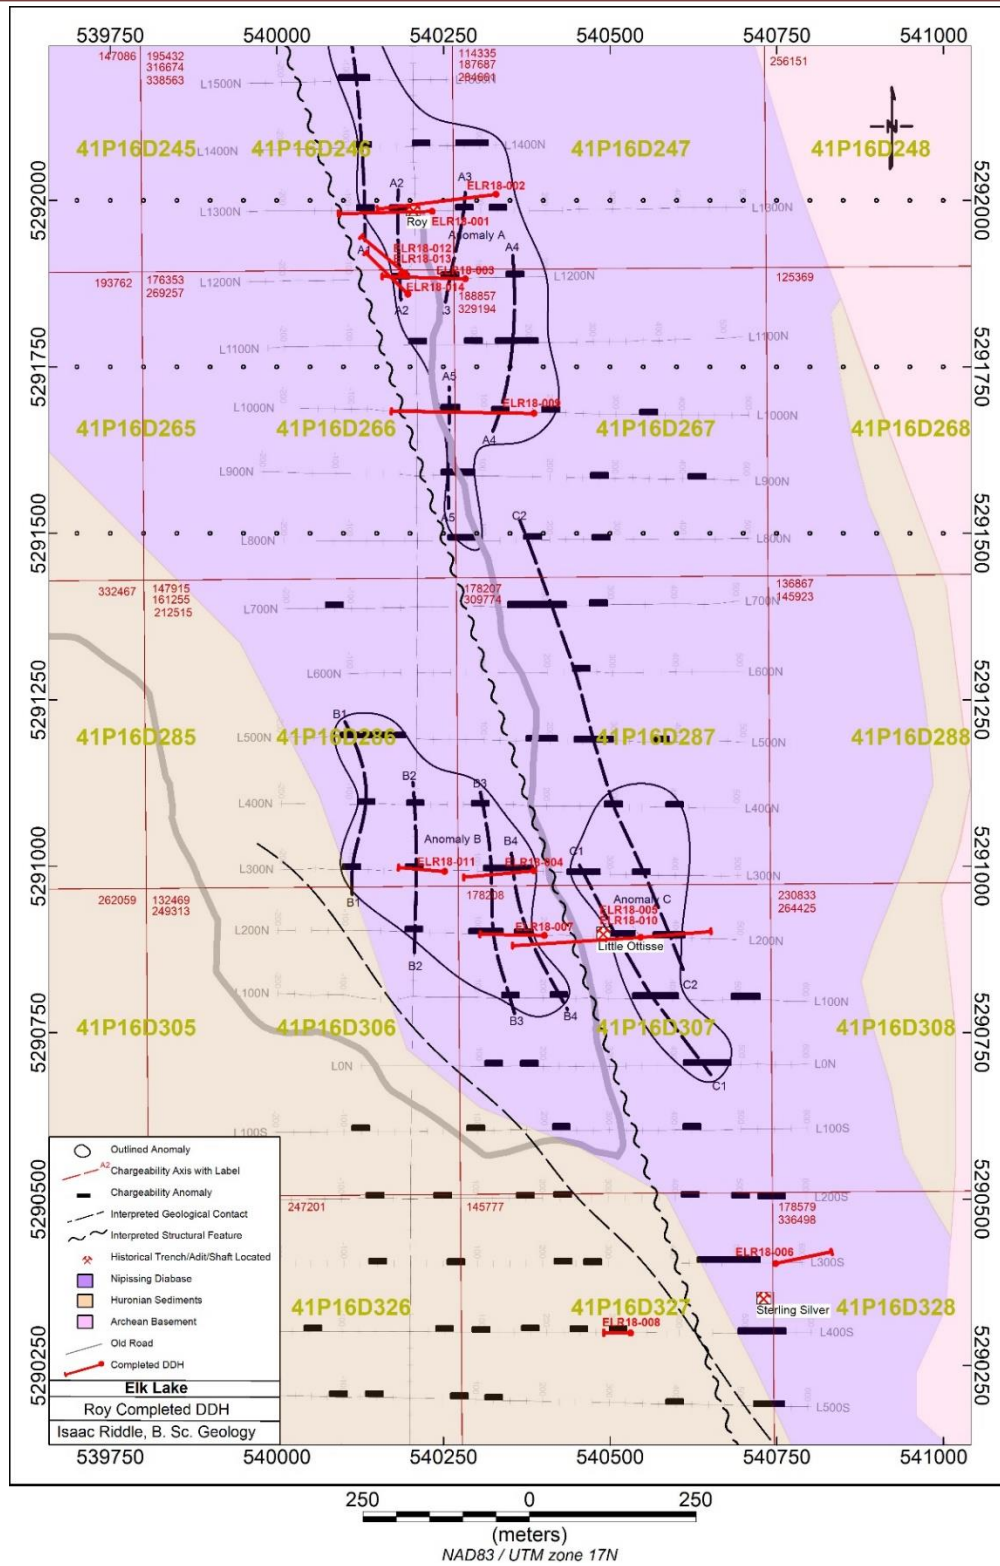 539750 540000 540250 540500 540750 541000
147086 195432
316674
338563
114335
187687
284661
256151
L1500N
41P16D245 41P16D246 41P16D247 41P16D248
L1400N L1400N
N
5292000
5292000
A2 A3
ELR18-002
L1300N L1300N
ELR18-001
Roy
Anomaly A
A1
ELR18-012
ELR18-013
A4
ELR18-003
L1200N L1200N
ELR18-014
193762 176353
269257
188857
329194
125369
A2
L1100N L1100N
5291750
5291750
A5
ELR18-009
L1000N L1000N
A4
41P16D265 41P16D266 41P16D267 41P16D268
L900N L900N
A5
C2
5291500
5291500
L800N L800N
332467 147915
161255
212515
178207
309774
136867
145923
L700N L700N
L600N L600N
5291250
5291250
B1
41P16D285 41P16D286 41P16D287 41P16D288
L500N L500N
B2 B3
L400N L400N
Anomaly B
B4
C1
5291000
5291000
ELR18-011 ELR18-004
L300N L300N
B1
262059 132469
249313
178208
230833
264425
Anomaly C
ELR18-005
ELR18-010
ELR18-007
L200N L200N
Little Ottisse
B2
C2
L100N L100N
B3 B4
5290750
5290750
41P16D305 41P16D306 41P16D307 41P16D308
L0N L0N
C1
L100S L100S
5290500
5290500
L200S
247201 145777 178579
336498
ELR18-006
L300S
Sterling Silver
41P16D326 41P16D327 41P16D328
ELR18-008
L400S
5290250
5290250
L500S
Outlined Anomaly
A2 Chargeability Axis with Label
Chargeability Anomaly
Interpreted Geological Contact
Interpreted Structural Feature
Historical Trench/Adit/Shaft Located
Nipissing Diabase
Huronian Sediments
Archean Basement
Old Road
Completed DDH
Elk Lake
Roy Completed DDH
Isaac Riddle, B. Sc. Geology
539750 540000 540250 540500 540750 541000
250 0 250
(meters)
NAD83 / UTM zone 17N